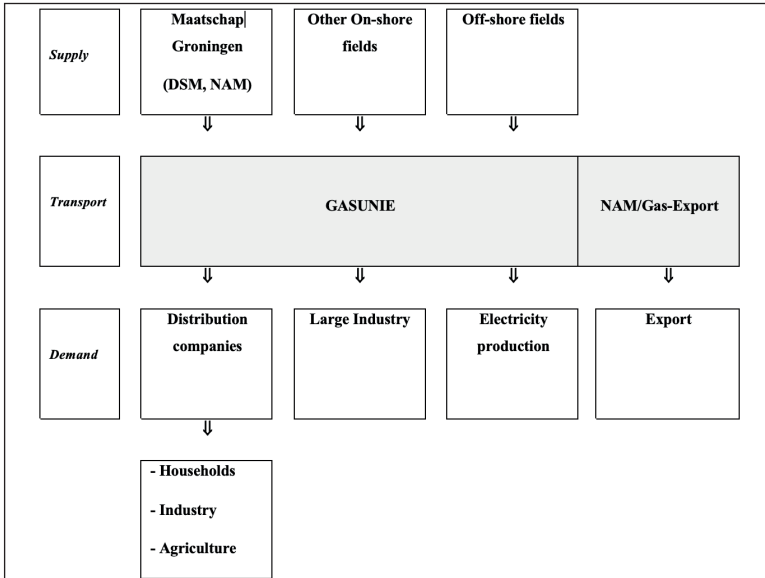 Supply
Maatschap
Groningen
(DSM, NAM)
Other On-shore
fields
Off-shore fields
⇓ ⇓ ⇓
Transport
GASUNIE
NAM/Gas-Export
⇓ ⇓ ⇓ ⇓
Demand
Distribution
companies
Large Industry
Electricity
production
Export
⇓
- Households
- Industry
- Agriculture